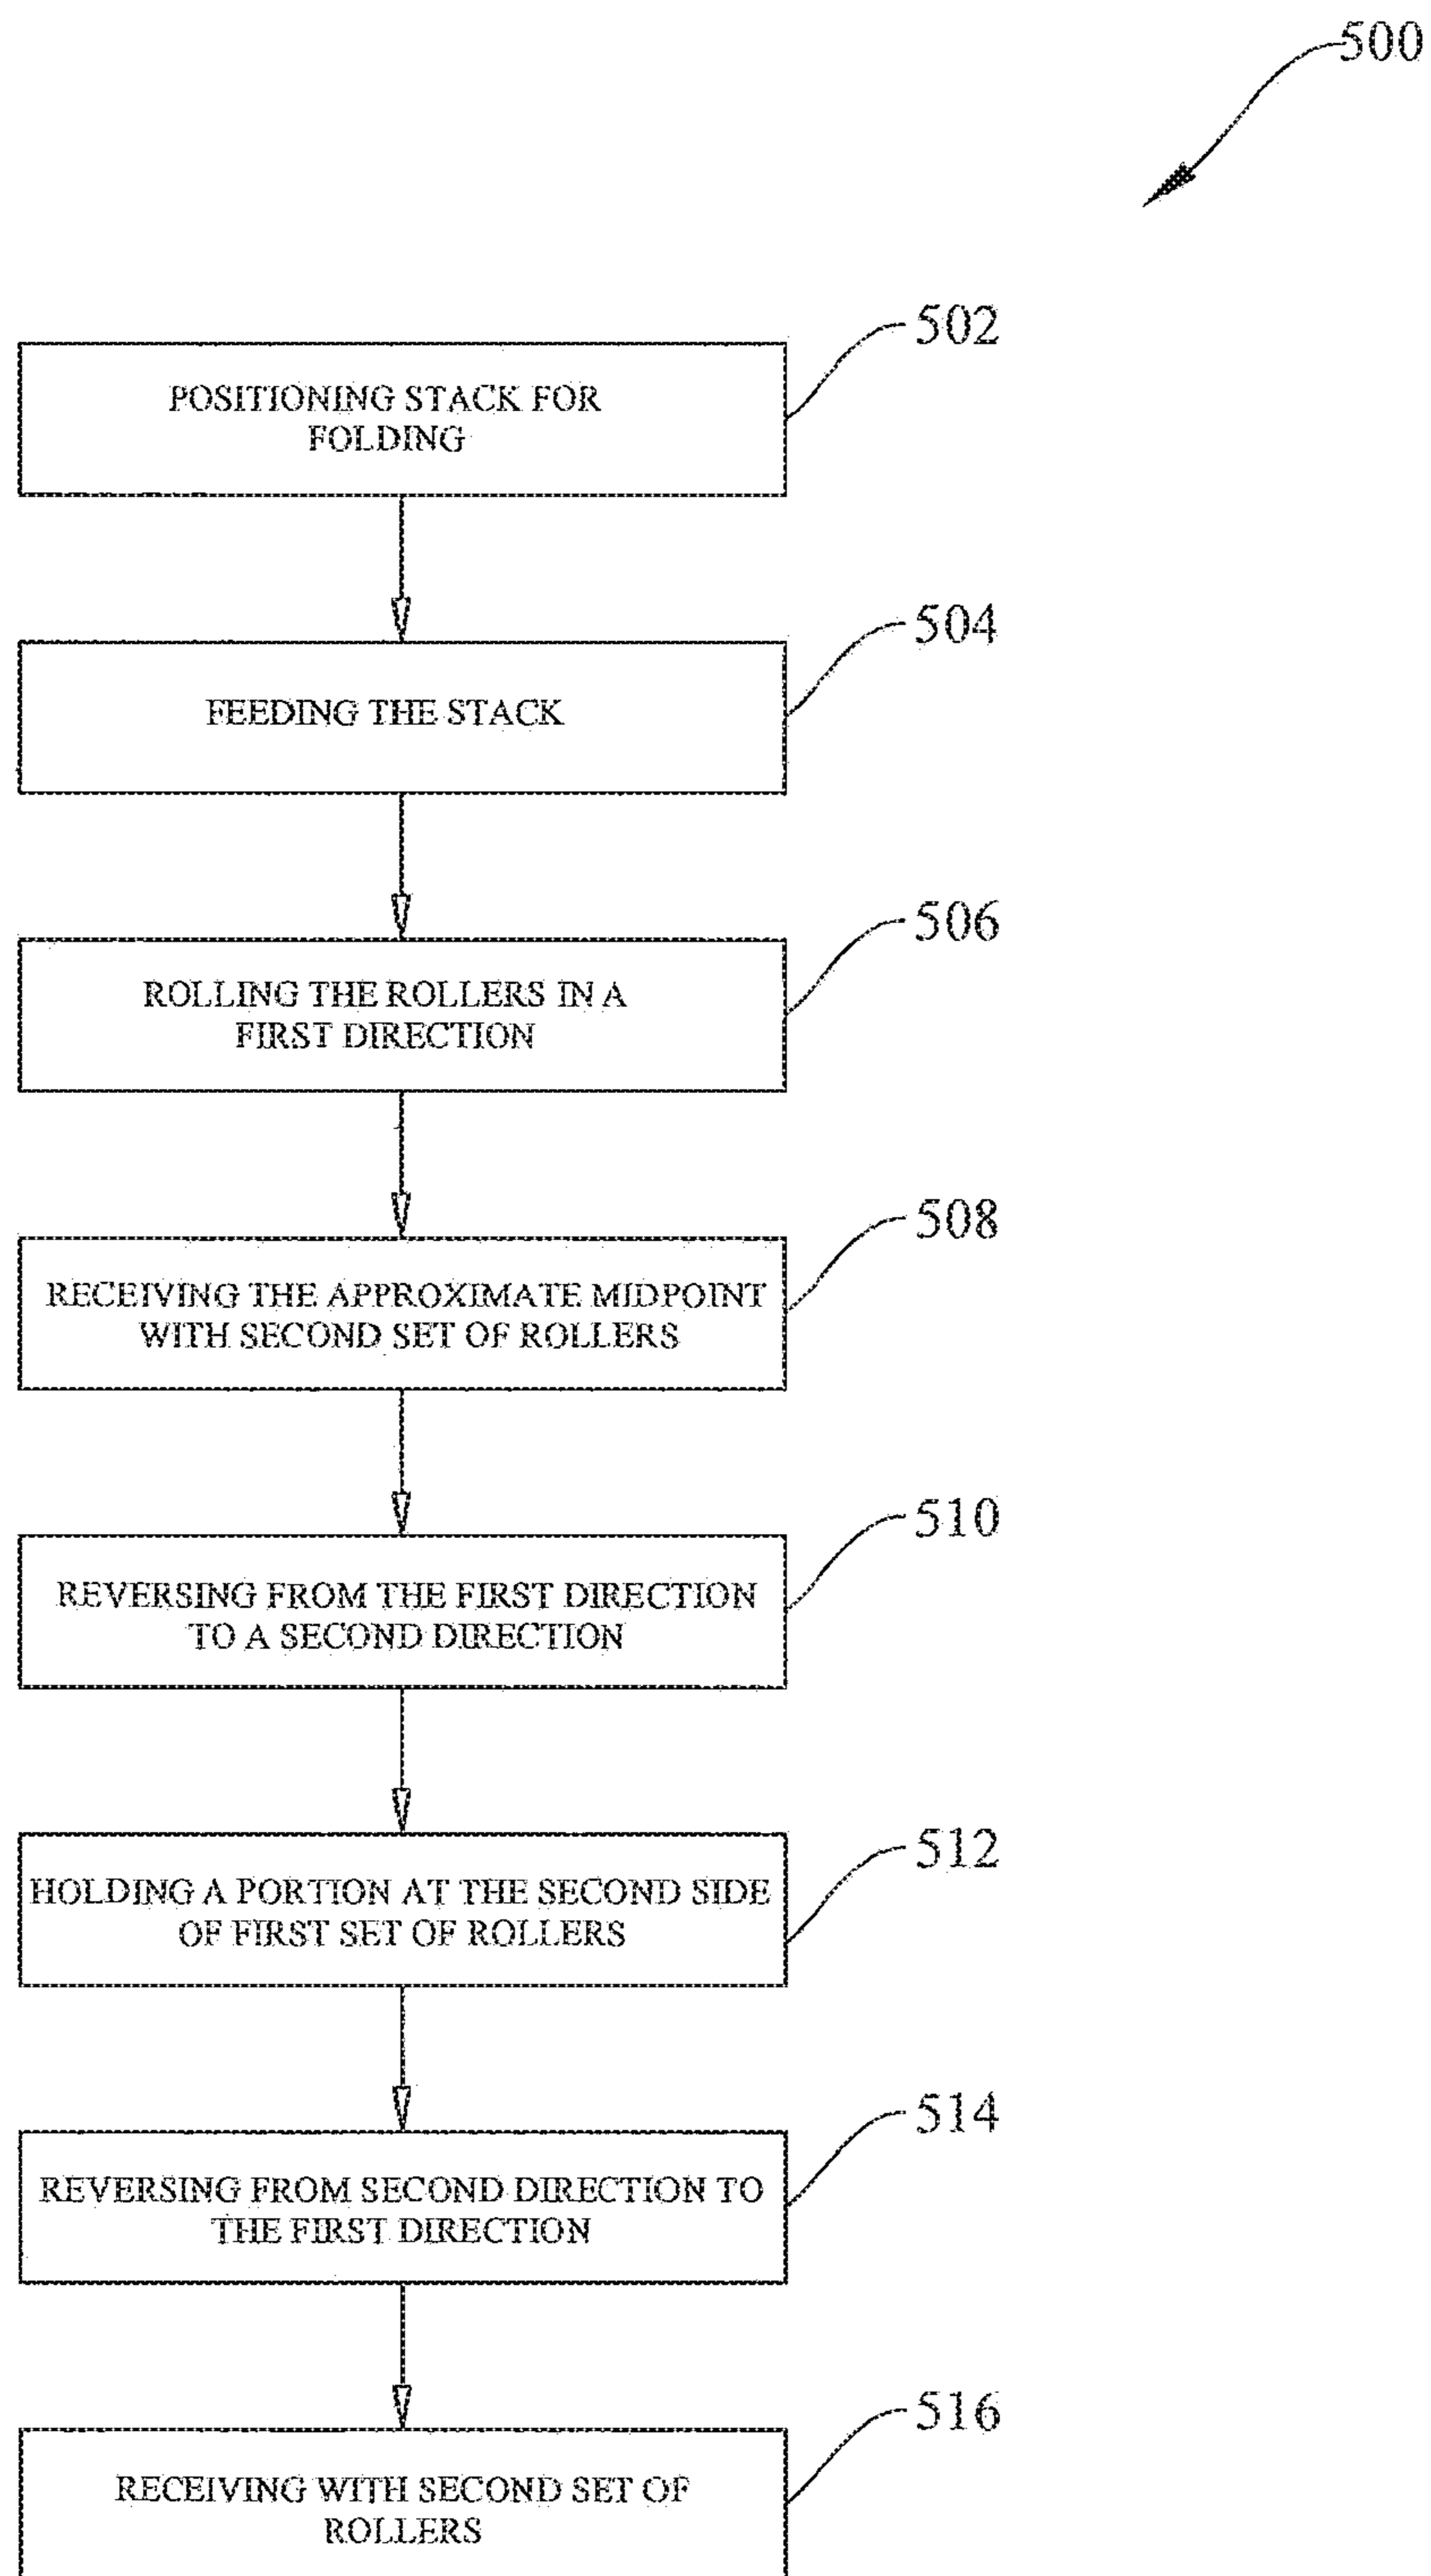 500
502
POSITIONING STACK FOR
FOLDING
504
FEEDING THE STACK
506
ROLLING THE ROLLERS IN A
FIRST DIRECTION
508
RECEIVING THE APPROXIMATE MIDPOINT
WITH SECOND SET OF ROLLERS
510
REVERSING FROM THE FIRST DIRECTION
TO A SECOND DIRECTION
512
HOLDING A PORTION AT THE SECOND SIDE
OF FIRST SET OF ROLLERS
514
REVERSING FROM SECOND DIRECTION TO
THE FIRST DIRECTION
516
RECEIVING WITH SECOND SET OF
ROLLERS